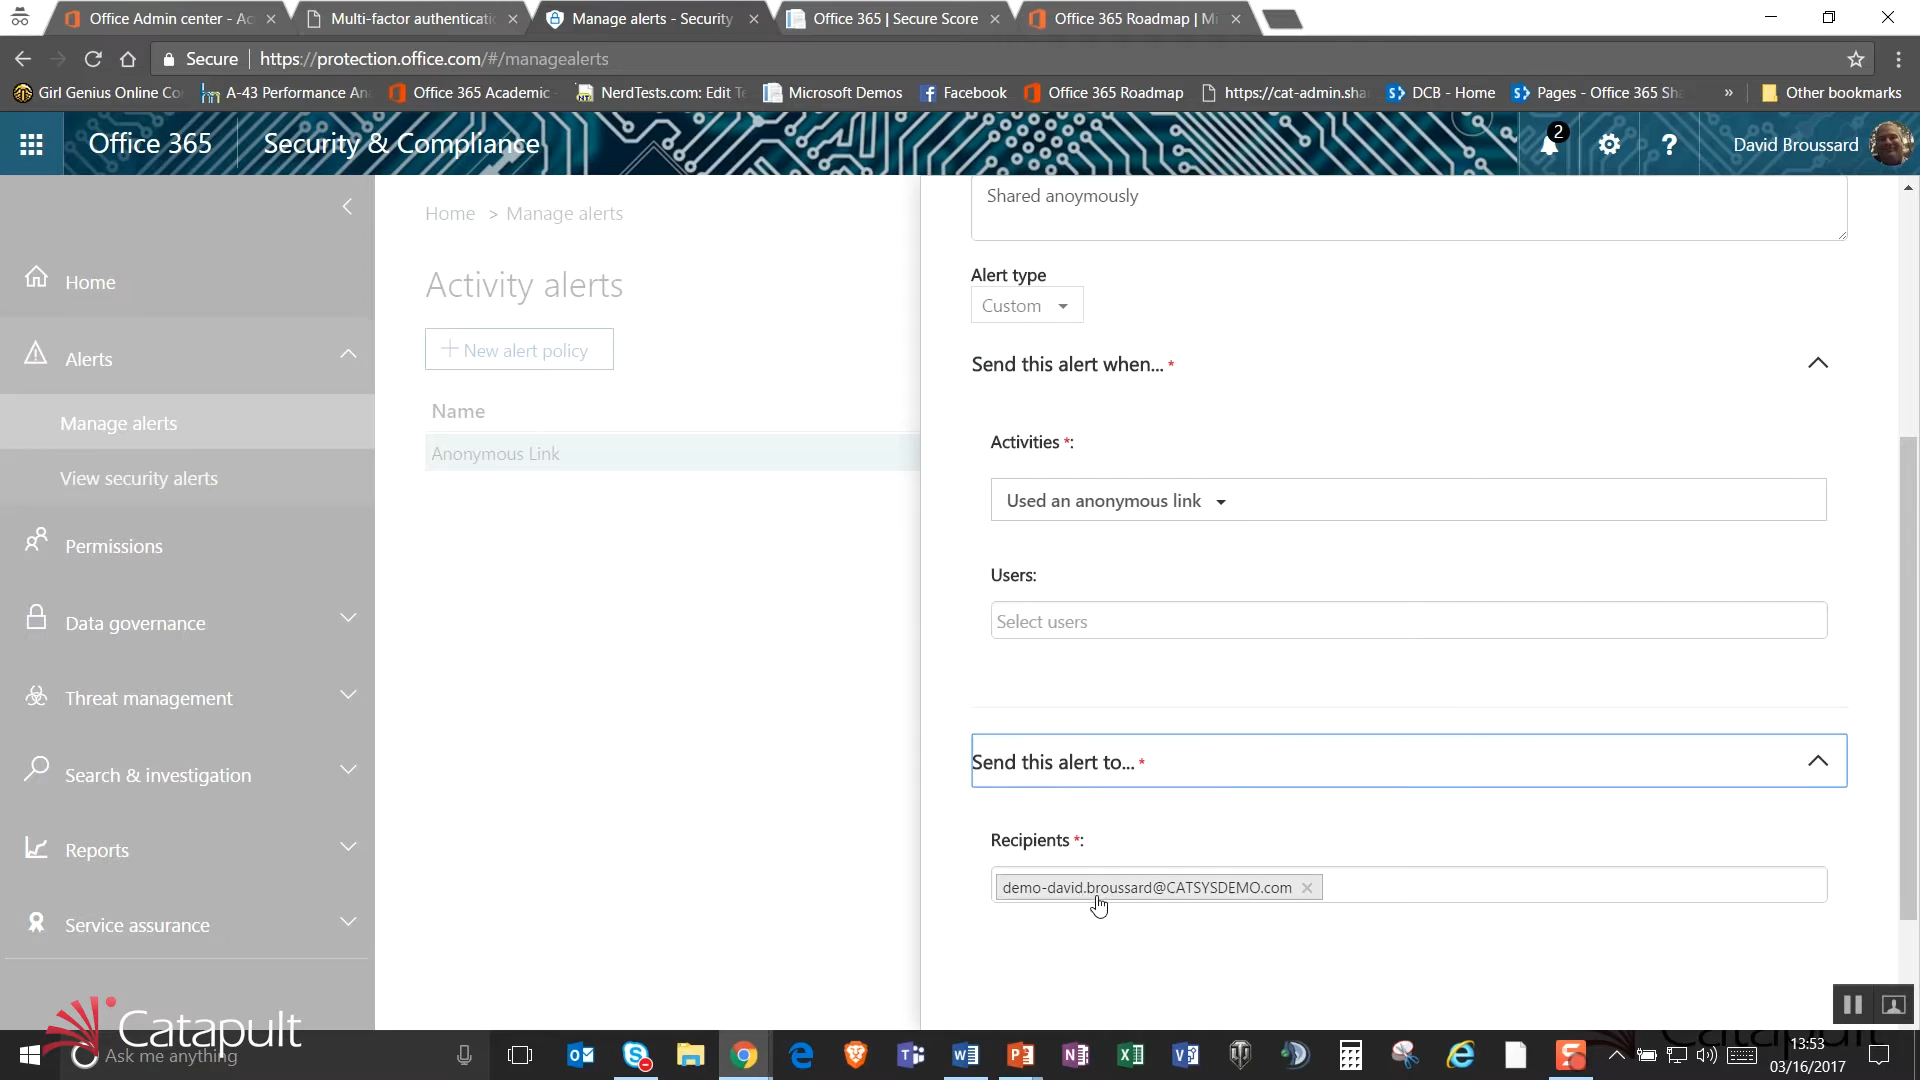 Office Admin center - Ac
Multi-factor authenticati
Manage alerts - Security
Office 365 | Secure Score
Office 365 Roadmap | M
Secure
https://protection.office.com/#/managealerts
Girl Genius Online Co
A-43 Performance An
Office 365 Academic
NerdTests.com: Edit Te
Microsoft Demos
Facebook
Office 365 Roadmap
https://cat-admin.sha
DCB - Home
Pages - Office 365 Sh
»
Other bookmarks
Office 365
Security & Compliance
2
?
David Broussard
Home
Alerts
Manage alerts
View security alerts
Permissions
Data governance
Threat management
Search & investigation
Reports
Service assurance
Home > Manage alerts
Activity alerts
+ New alert policy
Name
Anonymous Link
Shared anoymously
Alert type
Custom
Send this alert when... *
Activities *:
Used an anonymous link
Users:
Select users
Send this alert to... *
Recipients *:
demo-david.broussard@CATSYSDEMO.com
Catapult
Ask me anything
13:53
03/16/2017